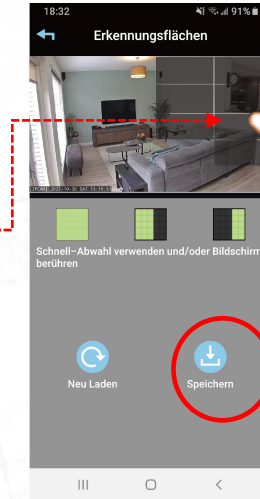 18:32
91%
Erkennungsflächen
Schnell-Abwahl verwenden und/oder Bildschirm
berühren
Neu Laden
Speichern